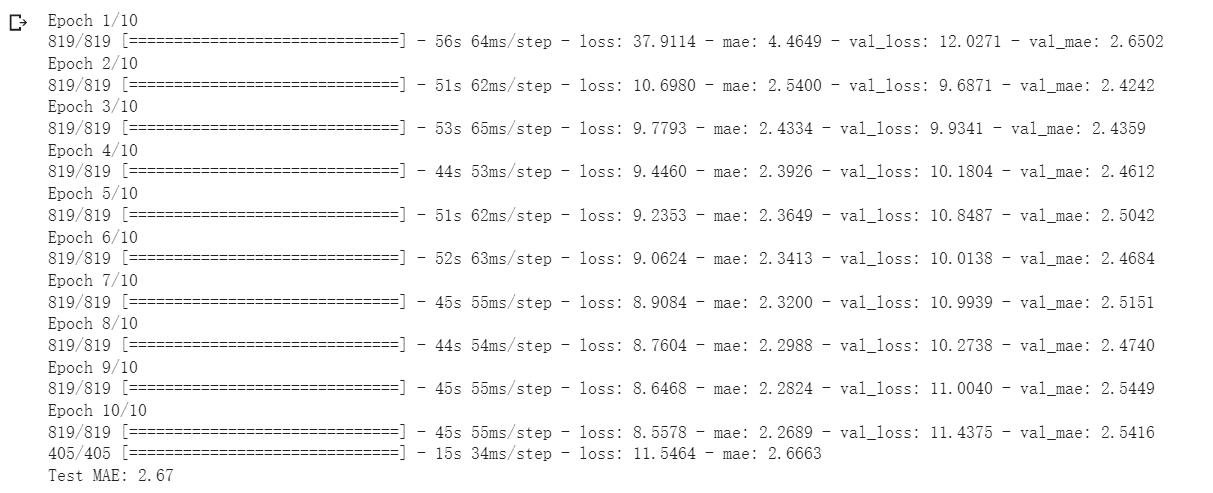 Epoch 1/10
819/819 [==============================] - 56s 64ms/step - loss: 37.9114 - mae: 4.4649 - val_loss: 12.0271 - val_mae: 2.6502
Epoch 2/10
819/819 [==============================] - 51s 62ms/step - loss: 10.6980 - mae: 2.5400 - val_loss: 9.6871 - val_mae: 2.4242
Epoch 3/10
819/819 [==============================] - 53s 65ms/step - loss: 9.7793 - mae: 2.4334 - val_loss: 9.9341 - val_mae: 2.4359
Epoch 4/10
819/819 [==============================] - 44s 53ms/step - loss: 9.4460 - mae: 2.3926 - val_loss: 10.1804 - val_mae: 2.4612
Epoch 5/10
819/819 [==============================] - 51s 62ms/step - loss: 9.2353 - mae: 2.3649 - val_loss: 10.8487 - val_mae: 2.5042
Epoch 6/10
819/819 [==============================] - 52s 63ms/step - loss: 9.0624 - mae: 2.3413 - val_loss: 10.0138 - val_mae: 2.4684
Epoch 7/10
819/819 [==============================] - 45s 55ms/step - loss: 8.9084 - mae: 2.3200 - val_loss: 10.9939 - val_mae: 2.5151
Epoch 8/10
819/819 [==============================] - 44s 54ms/step - loss: 8.7604 - mae: 2.2988 - val_loss: 10.2738 - val_mae: 2.4740
Epoch 9/10
819/819 [==============================] - 45s 55ms/step - loss: 8.6468 - mae: 2.2824 - val_loss: 11.0040 - val_mae: 2.5449
Epoch 10/10
819/819 [==============================] - 45s 55ms/step - loss: 8.5578 - mae: 2.2689 - val_loss: 11.4375 - val_mae: 2.5416
405/405 [==============================] - 15s 34ms/step - loss: 11.5464 - mae: 2.6663
Test MAE: 2.67